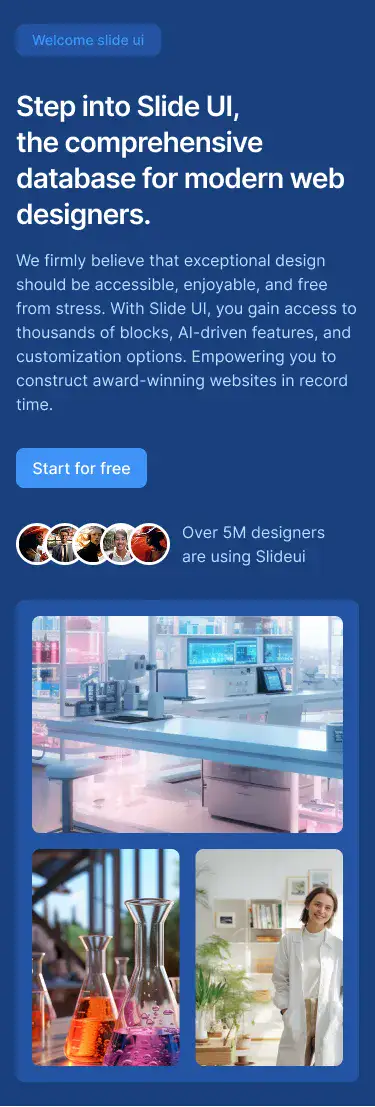 Welcome slide ui
Step into Slide UI,
the comprehensive
database for modern web
designers.
We firmly believe that exceptional design
should be accessible, enjoyable, and free
from stress. With Slide UI, you gain access to
thousands of blocks, AI-driven features, and
customization options. Empowering you to
construct award-winning websites in record
time.
Start for free
Over 5M designers
are using Slideui